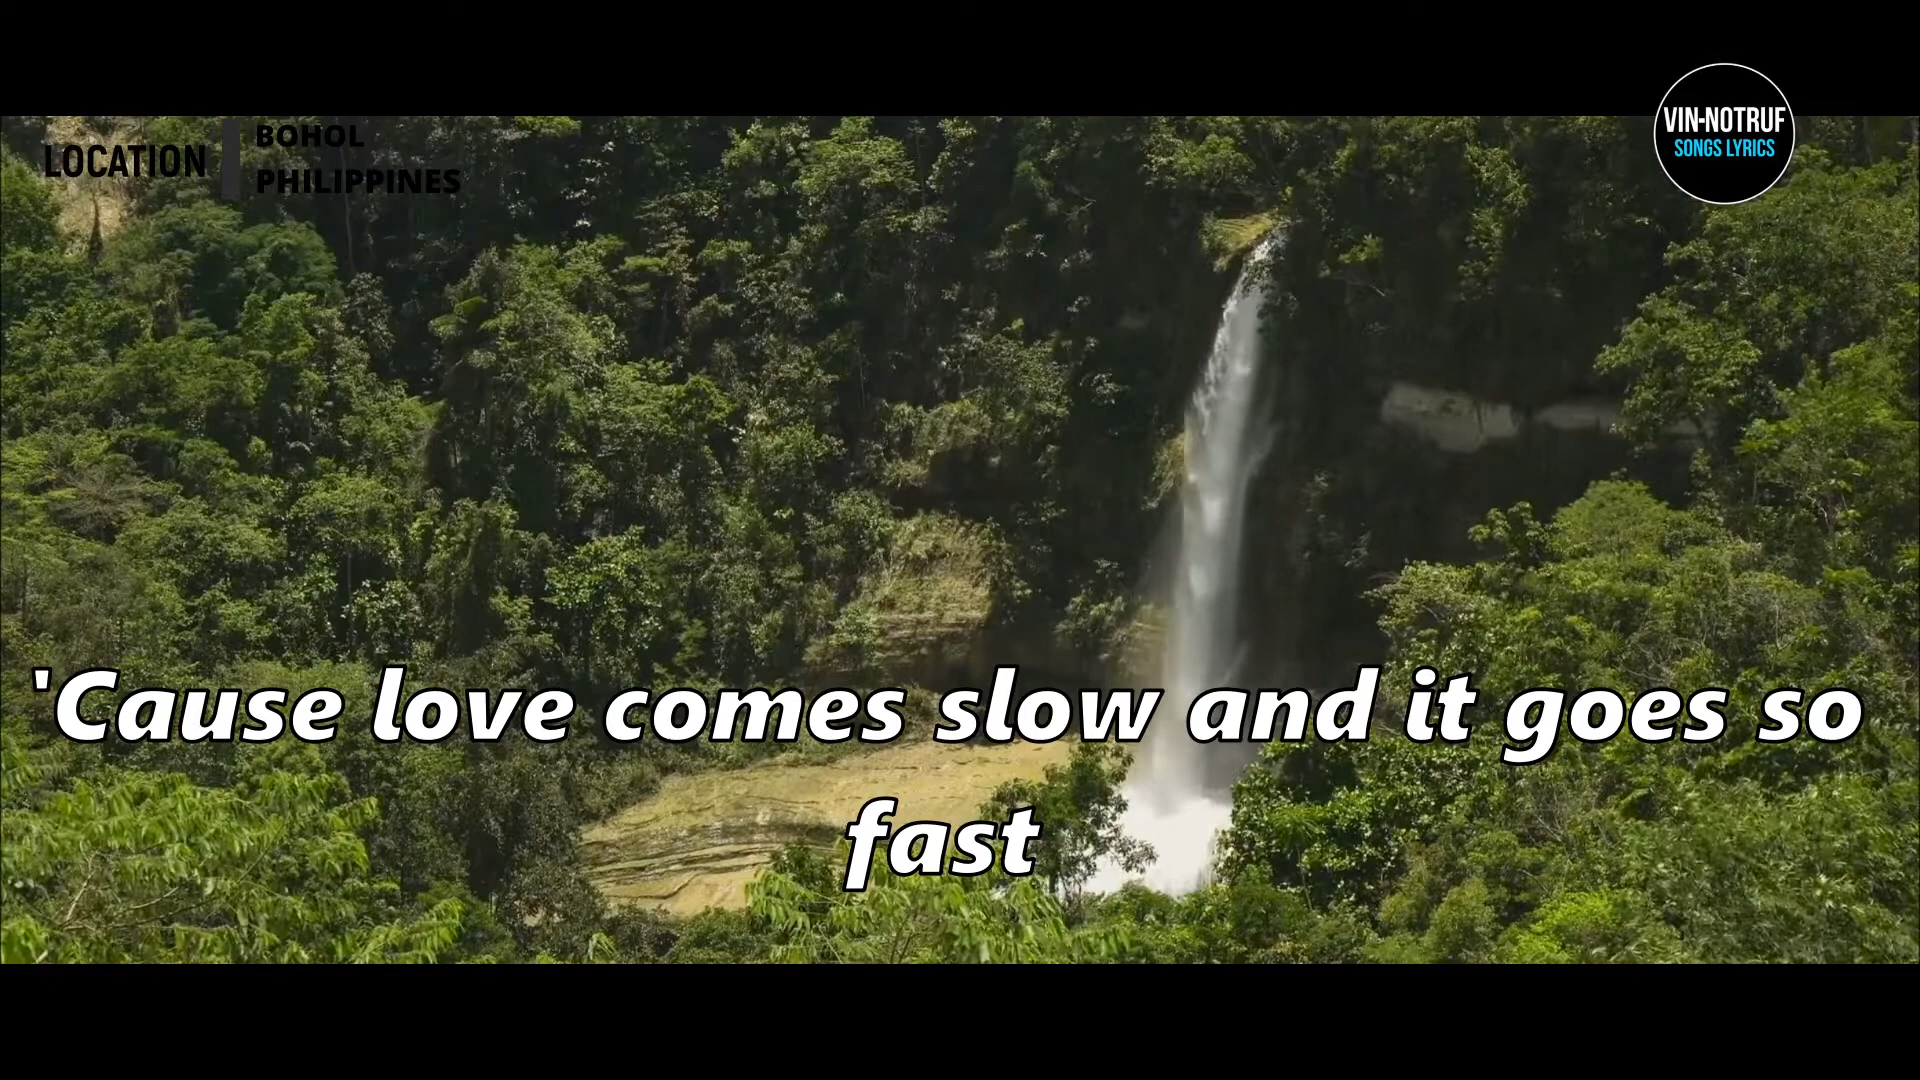 LOCATION
BOHOL
PHILIPPINES
VIN-NOTRUF
SONGS LYRICS
'Cause love comes slow and it goes so
fast